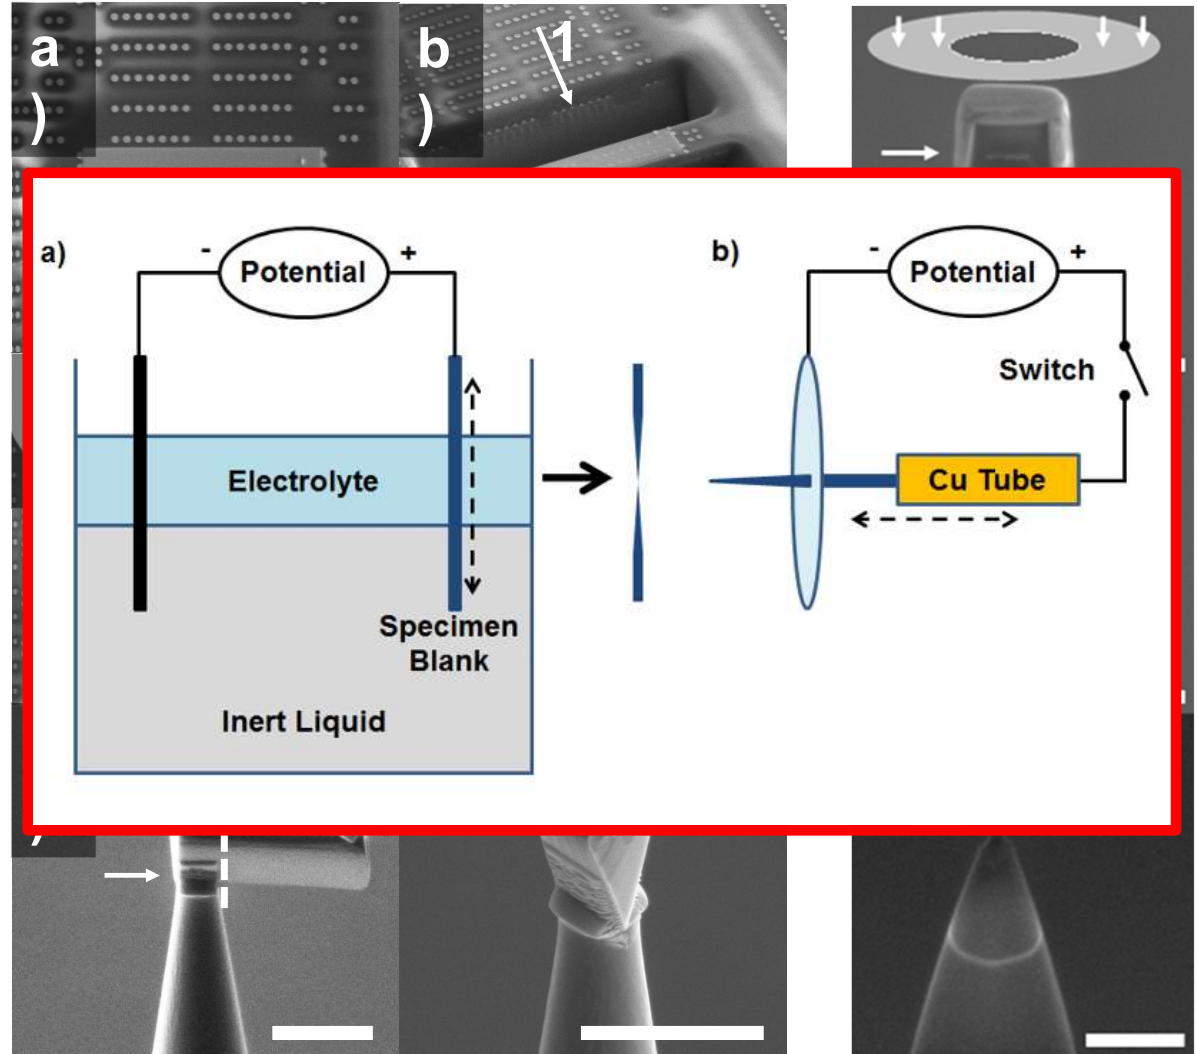 a
)
b
)
1
a)
-
Potential
+
Electrolyte
Specimen
Blank
Inert Liquid
b)
-
Potential
+
Switch
Cu Tube
)